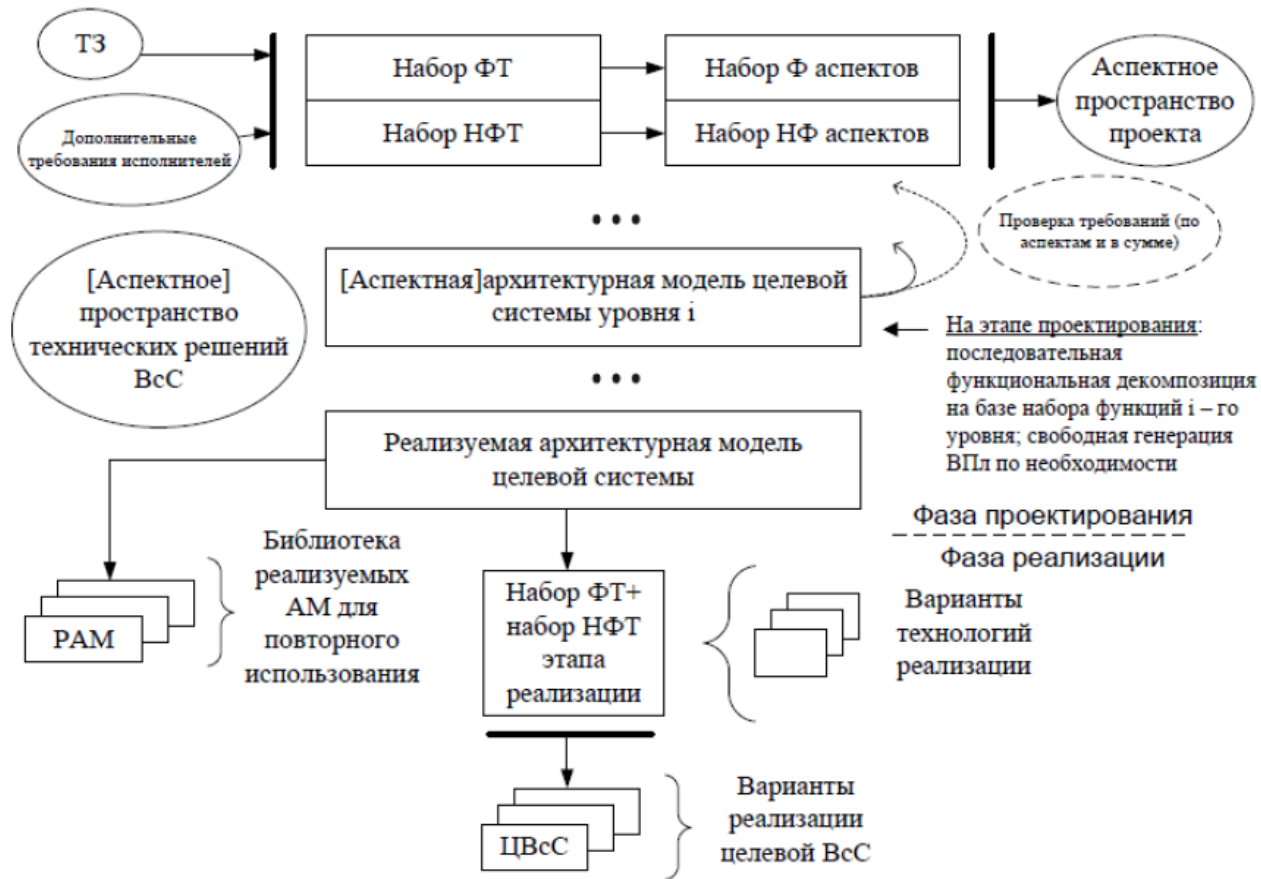 ТЗ
Дополнительные
требования исполнителей
Набор ФТ
Набор НФТ
Набор Ф аспектов
Набор НФ аспектов
Аспектное
пространство
проекта
• • •
Проверка требований (по
аспектам и в сумме)
[Аспектное]
пространство
технических решений
ВсС
[Аспектная]архитектурная модель целевой
системы уровня i
На этапе проектирования:
последовательная
функциональная декомпозиция
на базе набора функций i – го
уровня; свободная генерация
ВПл по необходимости
• • •
Реализуемая архитектурная модель
целевой системы
Фаза проектирования
Фаза реализации
РАМ
Библиотека
реализуемых
АМ для
повторного
использования
Набор ФТ+
набор НФТ
этапа
реализации
Варианты
технологий
реализации
ЦВсС
Варианты
реализации
целевой ВсС